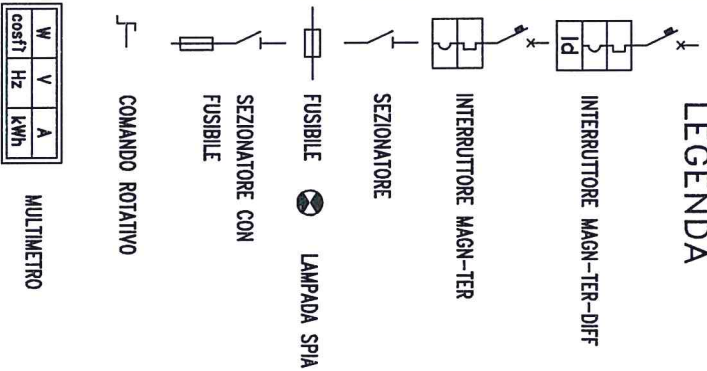 LEGENDA
Id
INTERRUTTORE MAGN-TER-DIFF
INTERRUTTORE MAGN-TER
SEZIONATORE
FUSIBILE
LAMPADA SPIA
SEZIONATORE CON
FUSIBILE
COMANDO ROTATIVO
W V A
cosfi Hz kWh
MULTIMETRO